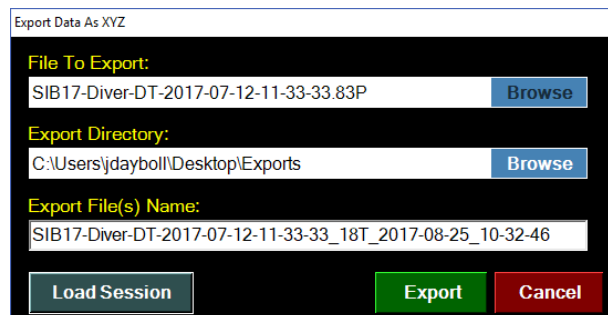 Export Data As XYZ
File To Export:
SIB17-Diver-DT-2017-07-12-11-33-33.83P Browse
Export Directory:
C:\Users\jdayboll\Desktop\Exports Browse
Export File(s) Name:
SIB17-Diver-DT-2017-07-12-11-33-33_18T_2017-08-25_10-32-46
Load Session Export Cancel